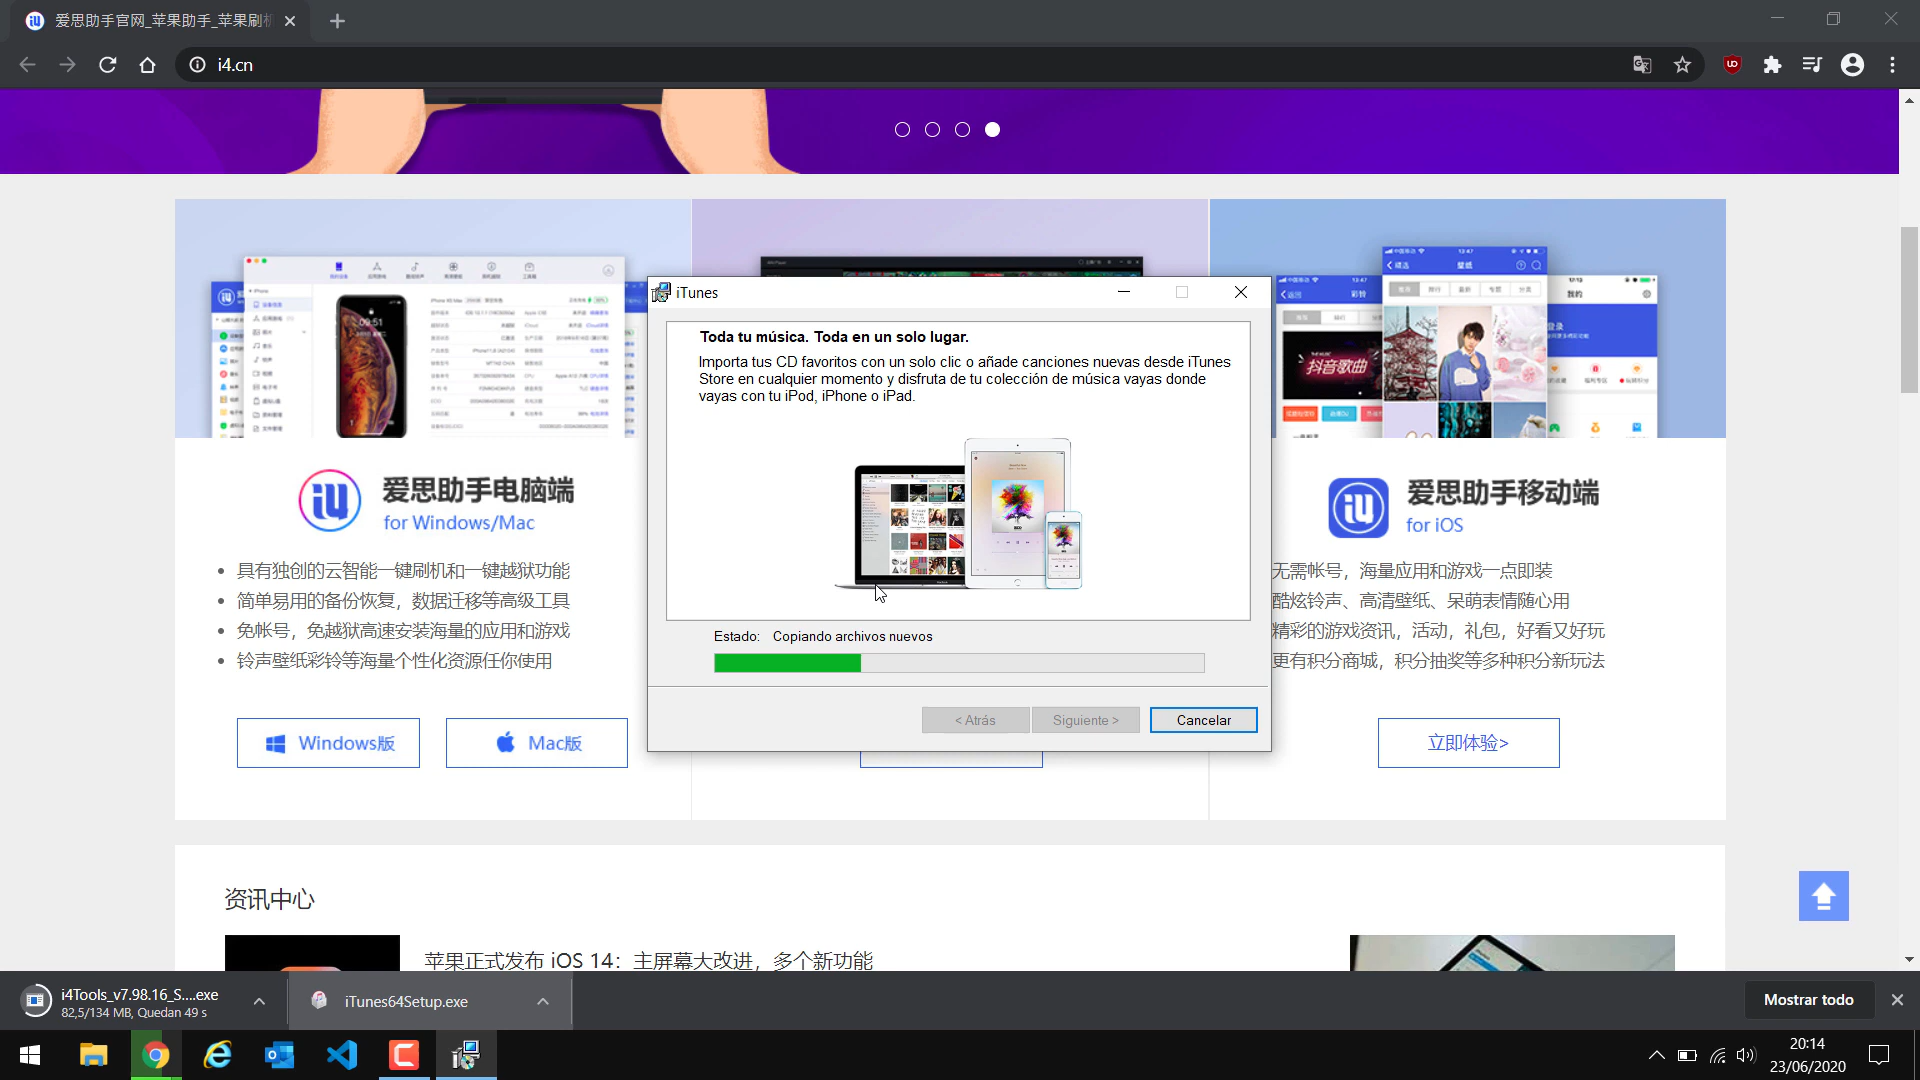 爱思助手官网_苹果助手_苹果刷机
i4.cn
iTunes
Toda tu música. Toda en un solo lugar.
Importa tus CD favoritos con un solo clic o añade canciones nuevas desde iTunes
Store en cualquier momento y disfruta de tu colección de música vayas donde
vayas con tu iPod, iPhone o iPad.
Estado: Copiando archivos nuevos
< Atrás
Siguiente >
Cancelar
09:51
抖音歌曲
爱思助手电脑端
for Windows/Mac
具有独创的云智能一键刷机和一键越狱功能
简单易用的备份恢复，数据迁移等高级工具
免帐号，免越狱高速安装海量的应用和游戏
铃声壁纸彩铃等海量个性化资源任你使用
Windows版
Mac版
爱思助手移动端
for iOS
无需帐号，海量应用和游戏一点即装
酷炫铃声、高清壁纸、呆萌表情随心用
精彩的游戏资讯，活动，礼包，好看又好玩
更有积分商城，积分抽奖等多种积分新玩法
立即体验>
资讯中心
苹果正式发布 iOS 14：主屏幕大改进，多个新功能
i4Tools_v7.98.16_S....exe
82,5/134 MB, Quedan 49 s
iTunes64Setup.exe
Mostrar todo
20:14
23/06/2020